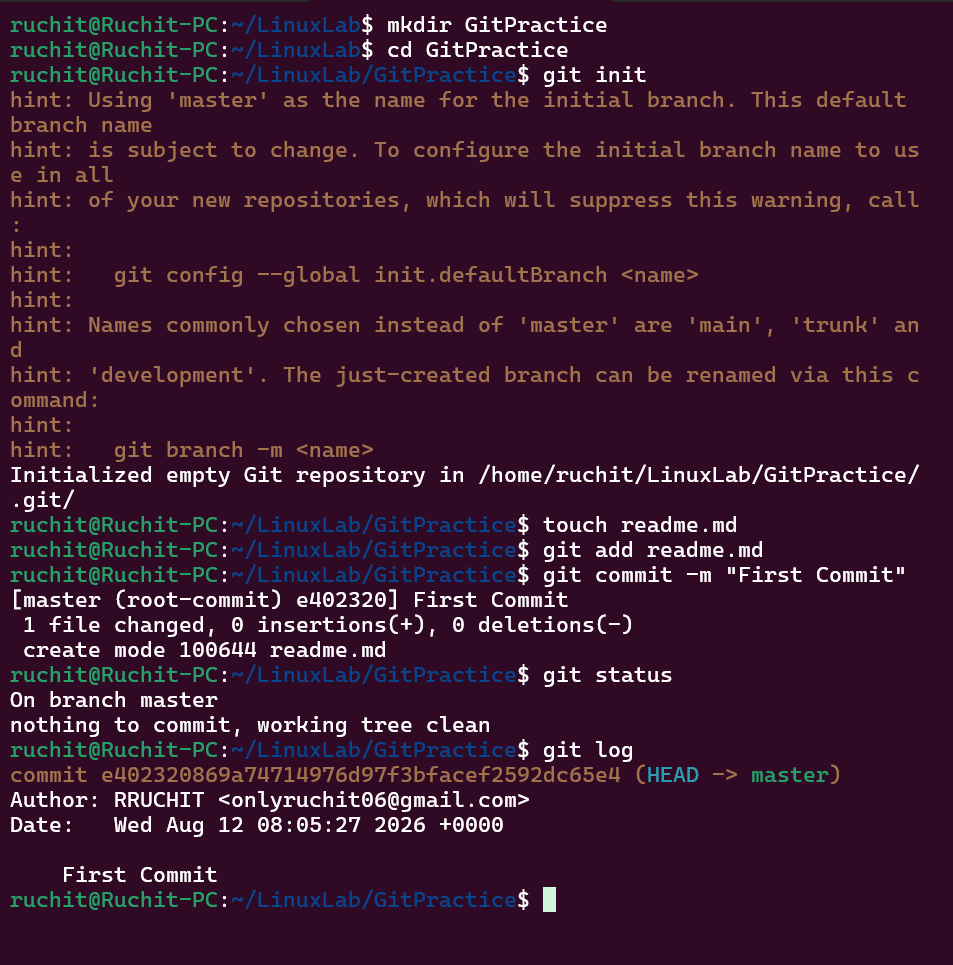 ruchit@Ruchit-PC:~/LinuxLab$ mkdir GitPractice
ruchit@Ruchit-PC:~/LinuxLab$ cd GitPractice
ruchit@Ruchit-PC:~/LinuxLab/GitPractice$ git init
hint: Using 'master' as the name for the initial branch. This default
branch name
hint: is subject to change. To configure the initial branch name to us
e in all
hint: of your new repositories, which will suppress this warning, call
:
hint:
hint:   git config --global init.defaultBranch <name>
hint:
hint: Names commonly chosen instead of 'master' are 'main', 'trunk' an
d
hint: 'development'. The just-created branch can be renamed via this c
ommand:
hint:
hint:   git branch -m <name>
Initialized empty Git repository in /home/ruchit/LinuxLab/GitPractice/
.git/
ruchit@Ruchit-PC:~/LinuxLab/GitPractice$ touch readme.md
ruchit@Ruchit-PC:~/LinuxLab/GitPractice$ git add readme.md
ruchit@Ruchit-PC:~/LinuxLab/GitPractice$ git commit -m "First Commit"
[master (root-commit) e402320] First Commit
 1 file changed, 0 insertions(+), 0 deletions(-)
 create mode 100644 readme.md
ruchit@Ruchit-PC:~/LinuxLab/GitPractice$ git status
On branch master
nothing to commit, working tree clean
ruchit@Ruchit-PC:~/LinuxLab/GitPractice$ git log
commit e402320869a74714976d97f3bfacef2592dc65e4 (HEAD -> master)
Author: RRUCHIT <onlyruchit06@gmail.com>
Date:   Wed Aug 12 08:05:27 2026 +0000

    First Commit
ruchit@Ruchit-PC:~/LinuxLab/GitPractice$